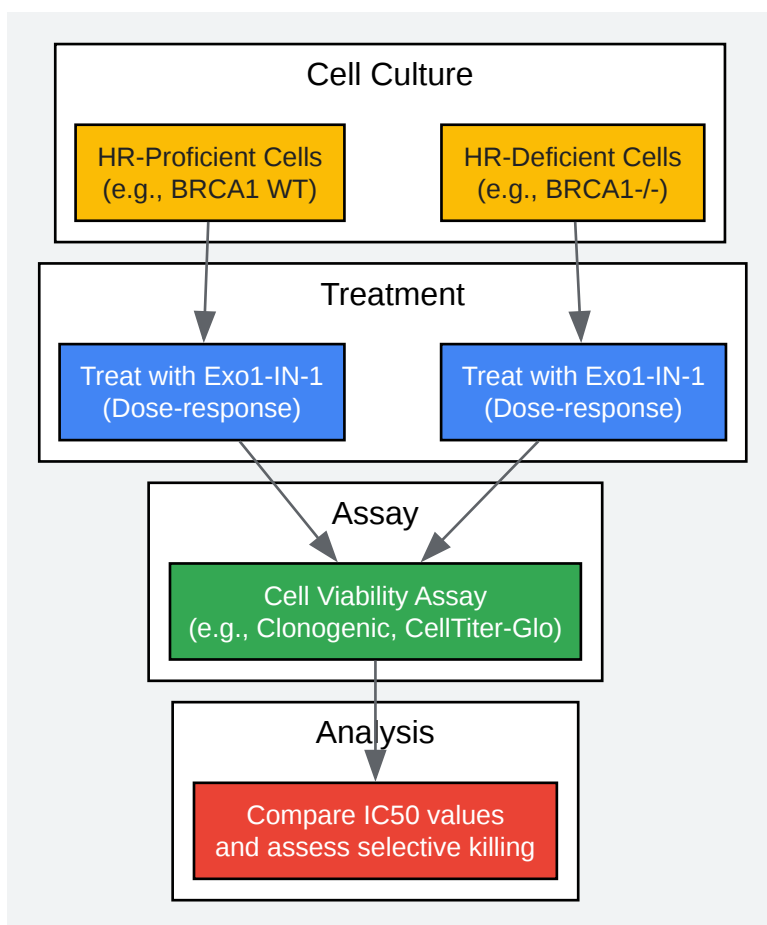 Cell Culture
HR-Proficient Cells
(e.g., BRCA1 WT)
HR-Deficient Cells
(e.g., BRCA1-/-)
Treatment
Treat with Exo1-IN-1
(Dose-response)
Treat with Exo1-IN-1
(Dose-response)
Assay
Cell Viability Assay
(e.g., Clonogenic, CellTiter-Glo)
Analysis
Compare IC50 values
and assess selective killing